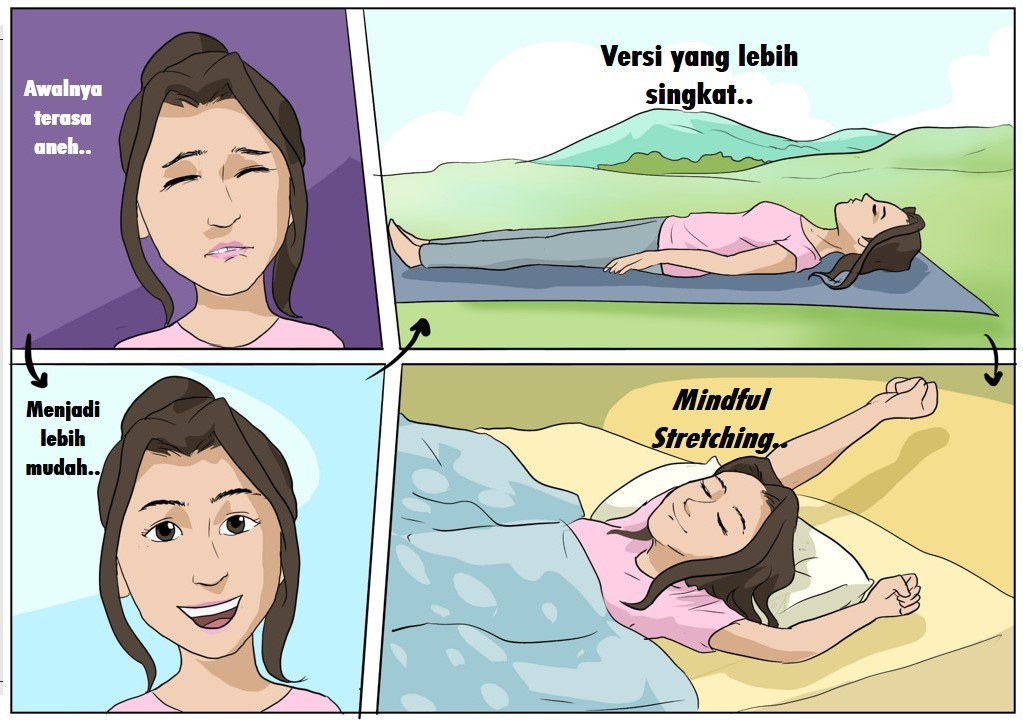 Awalnya
terasa
aneh..
Menjadi
lebih
mudah..
Versi yang lebih
singkat..
Mindful
Stretching..